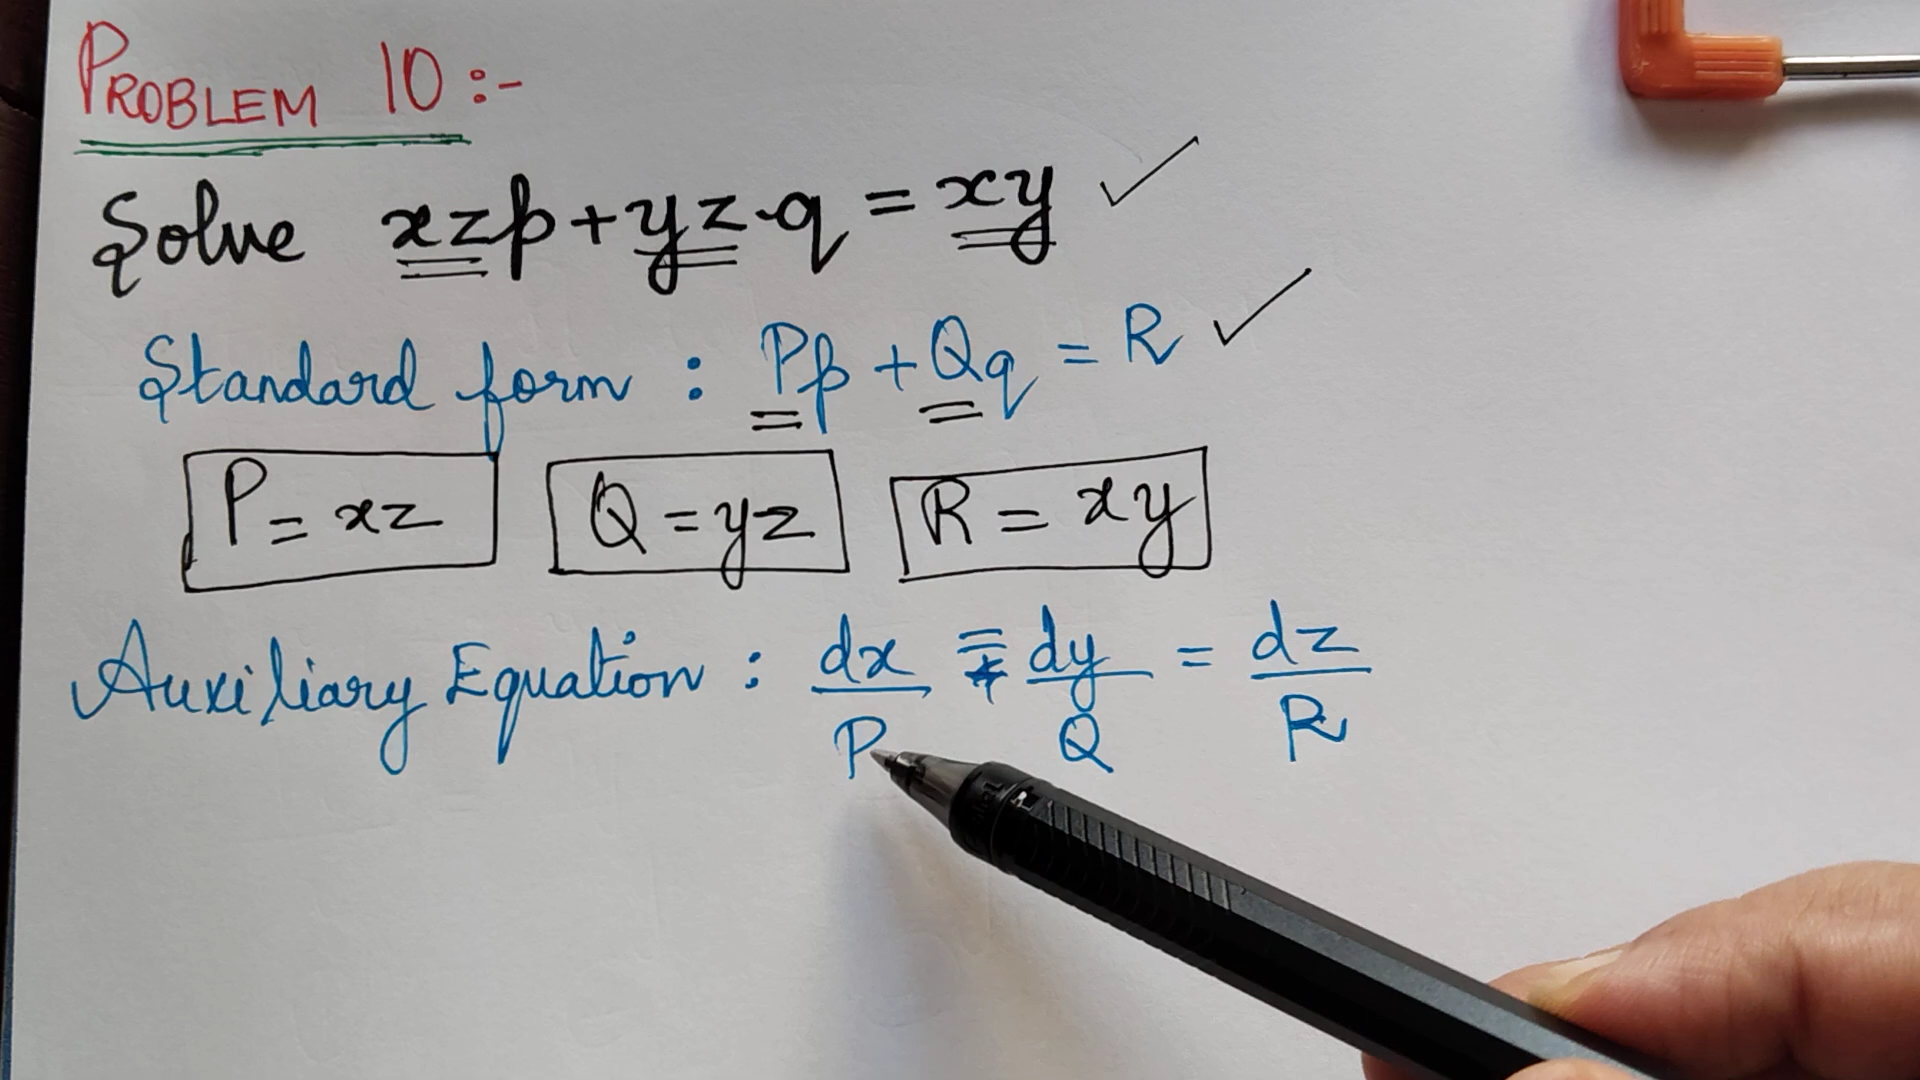 PROBLEM 10:-
Solve xzp+yz·q = xy ✓
Standard form : Pp + Qq = R ✓
P = xz Q = yz R = xy
Auxiliary Equation : dx/P = dy/Q = dz/R